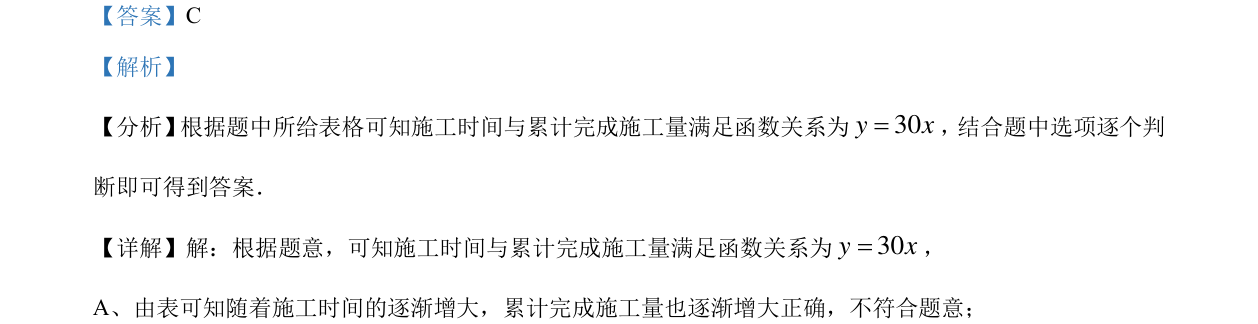 【答案】C
【解析】
【分析】根据题中所给表格可知施工时间与累计完成施工量满足函数关系为 y = 30x，结合题中选项逐个判
断即可得到答案．
【详解】解：根据题意，可知施工时间与累计完成施工量满足函数关系为 y = 30x，
A、由表可知随着施工时间的逐渐增大，累计完成施工量也逐渐增大正确，不符合题意；